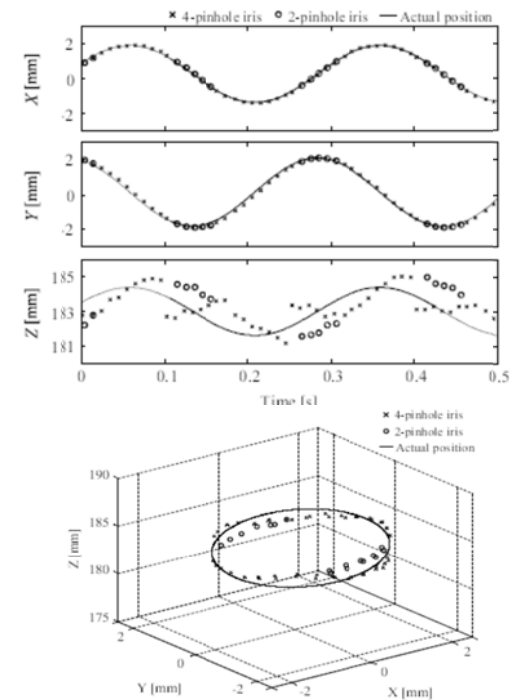 × 4-pinhole iris ○ 2-pinhole iris — Actual position
2
0
-2
X [mm]
2
0
-2
Y [mm]
185
183
181
Z [mm]
0 0.1 0.2 0.3 0.4 0.5
Time [s]
× 4-pinhole iris
○ 2-pinhole iris
— Actual position
190
185
180
175
Z [mm]
2
0
-2
Y [mm]
-2
0
2
X [mm]